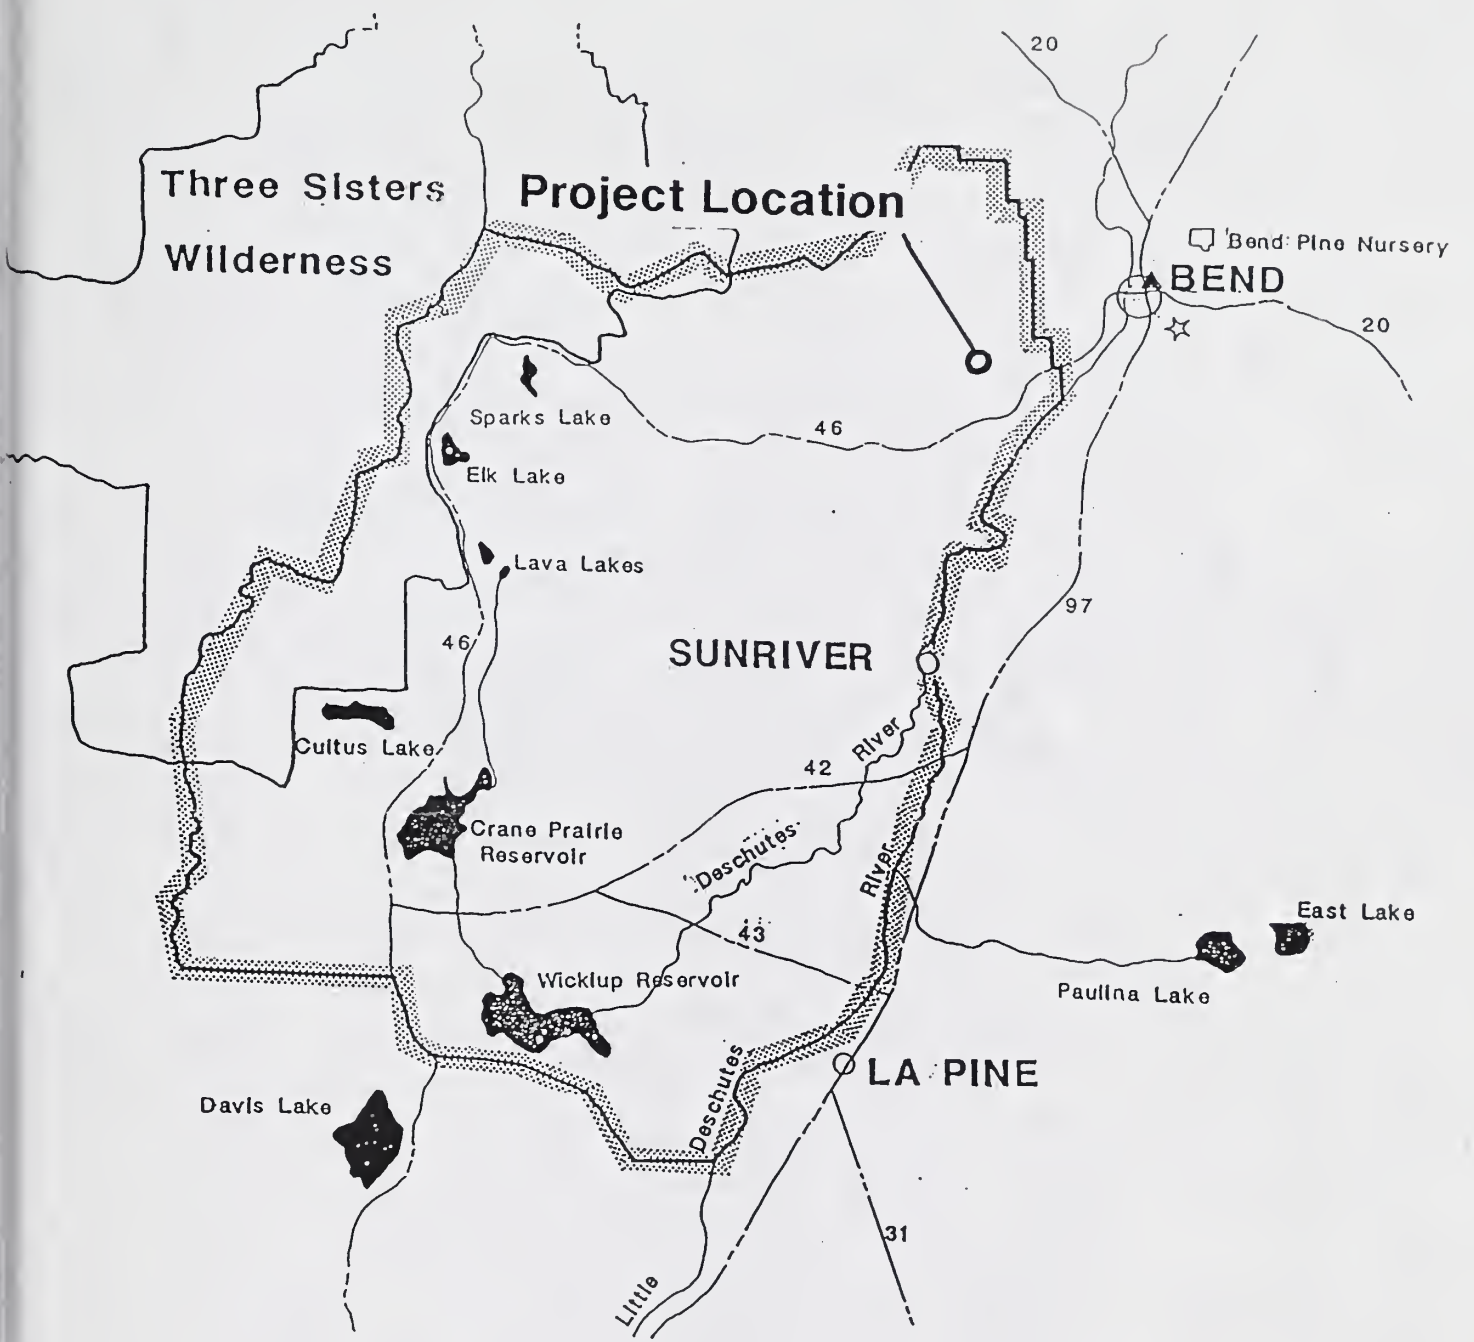 20
Three Sisters
Wilderness
Project Location
Bend Pine Nursery
BEND
20
Sparks Lake
46
Elk Lake
Lava Lakes
97
46
SUNRIVER
Cultus Lake
River
42
Crane Prairie
Reservoir
Deschutes
River
43
East Lake
Wickiup Reservoir
Paulina Lake
Deschutes
LA PINE
Davis Lake
31
Little